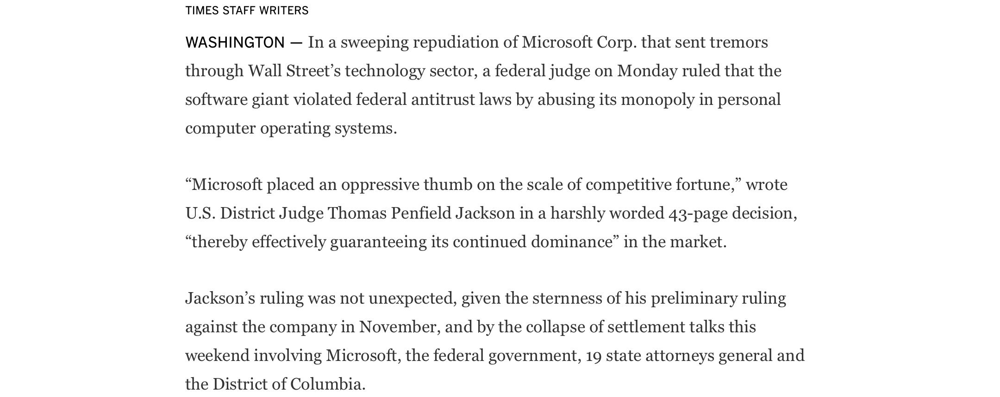 TIMES STAFF WRITERS
WASHINGTON — In a sweeping repudiation of Microsoft Corp. that sent tremors
through Wall Street’s technology sector, a federal judge on Monday ruled that the
software giant violated federal antitrust laws by abusing its monopoly in personal
computer operating systems.
“Microsoft placed an oppressive thumb on the scale of competitive fortune,” wrote
U.S. District Judge Thomas Penfield Jackson in a harshly worded 43-page decision,
“thereby effectively guaranteeing its continued dominance” in the market.
Jackson’s ruling was not unexpected, given the sternness of his preliminary ruling
against the company in November, and by the collapse of settlement talks this
weekend involving Microsoft, the federal government, 19 state attorneys general and
the District of Columbia.